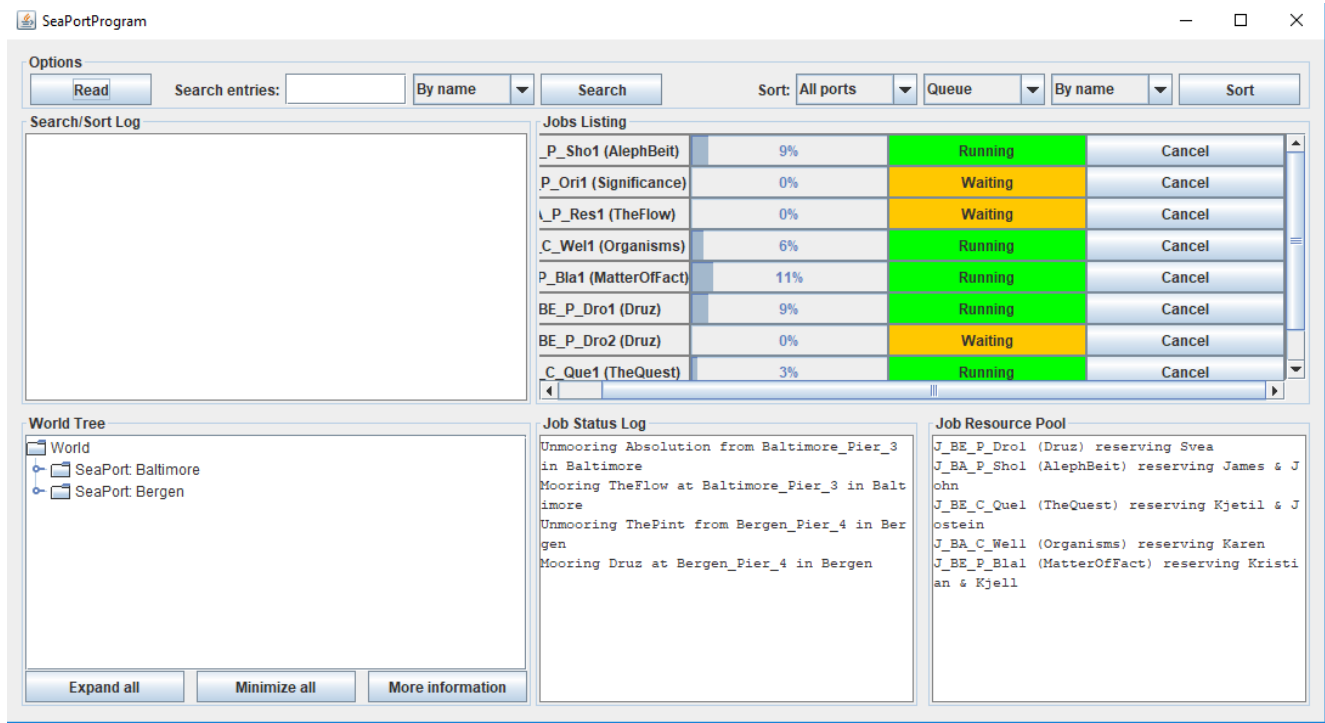 SeaPortProgram
Options
Read Search entries: By name Search Sort: All ports Queue By name Sort
Search/Sort Log
Jobs Listing
_P_Sho1 (AlephBeit) 9% Running Cancel
P_Ori1 (Significance) 0% Waiting Cancel
A_P_Res1 (TheFlow) 0% Waiting Cancel
_C_Wel1 (Organisms) 6% Running Cancel
P_Bla1 (MatterOfFact) 11% Running Cancel
BE_P_Dro1 (Druz) 9% Running Cancel
BE_P_Dro2 (Druz) 0% Waiting Cancel
_C_Que1 (TheQuest) 3% Running Cancel
World Tree
World
SeaPort: Baltimore
SeaPort: Bergen
Expand all Minimize all More information
Job Status Log
Unmooring Absolution from Baltimore_Pier_3
in Baltimore
Mooring TheFlow at Baltimore_Pier_3 in Balt
imore
Unmooring ThePint from Bergen_Pier_4 in Ber
gen
Mooring Druz at Bergen_Pier_4 in Bergen
Job Resource Pool
J_BE_P_Dro1 (Druz) reserving Svea
J_BA_P_Sho1 (AlephBeit) reserving James & J
ohn
J_BE_C_Que1 (TheQuest) reserving Kjetil & J
ostein
J_BA_C_Wel1 (Organisms) reserving Karen
J_BE_P_Bla1 (MatterOfFact) reserving Kristi
an & Kjell